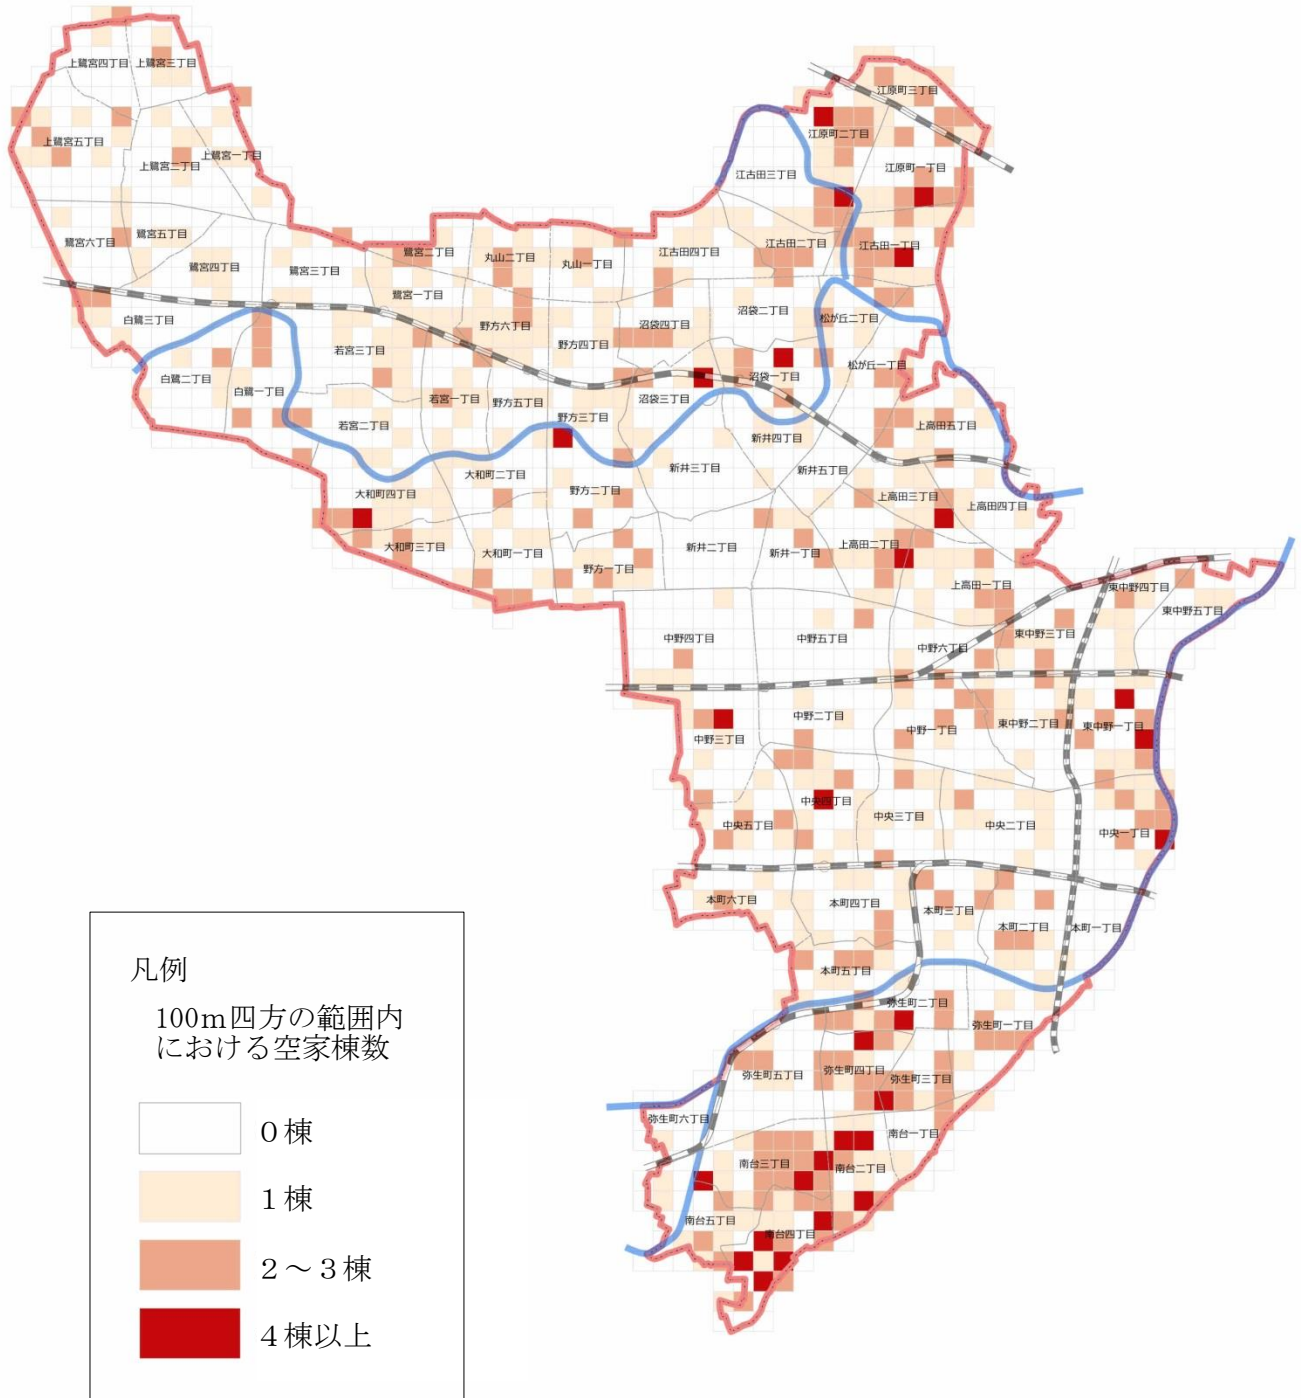 上鷺宮四丁目
上鷺宮三丁目
江原町三丁目
江原町二丁目
上鷺宮五丁目
上鷺宮一丁目
上鷺宮二丁目
江古田三丁目
江原町一丁目
鷺宮六丁目
鷺宮五丁目
江古田二丁目
江古田一丁目
鷺宮二丁目
丸山二丁目
丸山一丁目
江古田四丁目
鷺宮四丁目
鷺宮三丁目
鷺宮一丁目
沼袋二丁目
白鷺三丁目
野方六丁目
沼袋四丁目
松が丘二丁目
若宮三丁目
野方四丁目
松が丘一丁目
白鷺二丁目
白鷺一丁目
沼袋一丁目
若宮一丁目
野方五丁目
沼袋三丁目
若宮二丁目
野方三丁目
新井四丁目
上高田五丁目
大和町二丁目
新井三丁目
新井五丁目
大和町四丁目
野方二丁目
上高田三丁目
上高田四丁目
大和町三丁目
大和町一丁目
新井二丁目
新井一丁目
上高田二丁目
野方一丁目
上高田一丁目
東中野四丁目
東中野五丁目
中野四丁目
中野五丁目
中野六丁目
東中野三丁目
中野二丁目
中野三丁目
中野一丁目
東中野二丁目
東中野一丁目
中央四丁目
中央五丁目
中央三丁目
中央二丁目
中央一丁目
本町六丁目
本町四丁目
本町三丁目
本町二丁目
本町一丁目
本町五丁目
弥生町二丁目
弥生町一丁目
弥生町五丁目
弥生町四丁目
弥生町三丁目
弥生町六丁目
南台一丁目
南台三丁目
南台二丁目
南台五丁目
南台四丁目
凡例
100m四方の範囲内
における空家棟数
０棟
１棟
２～３棟
４棟以上